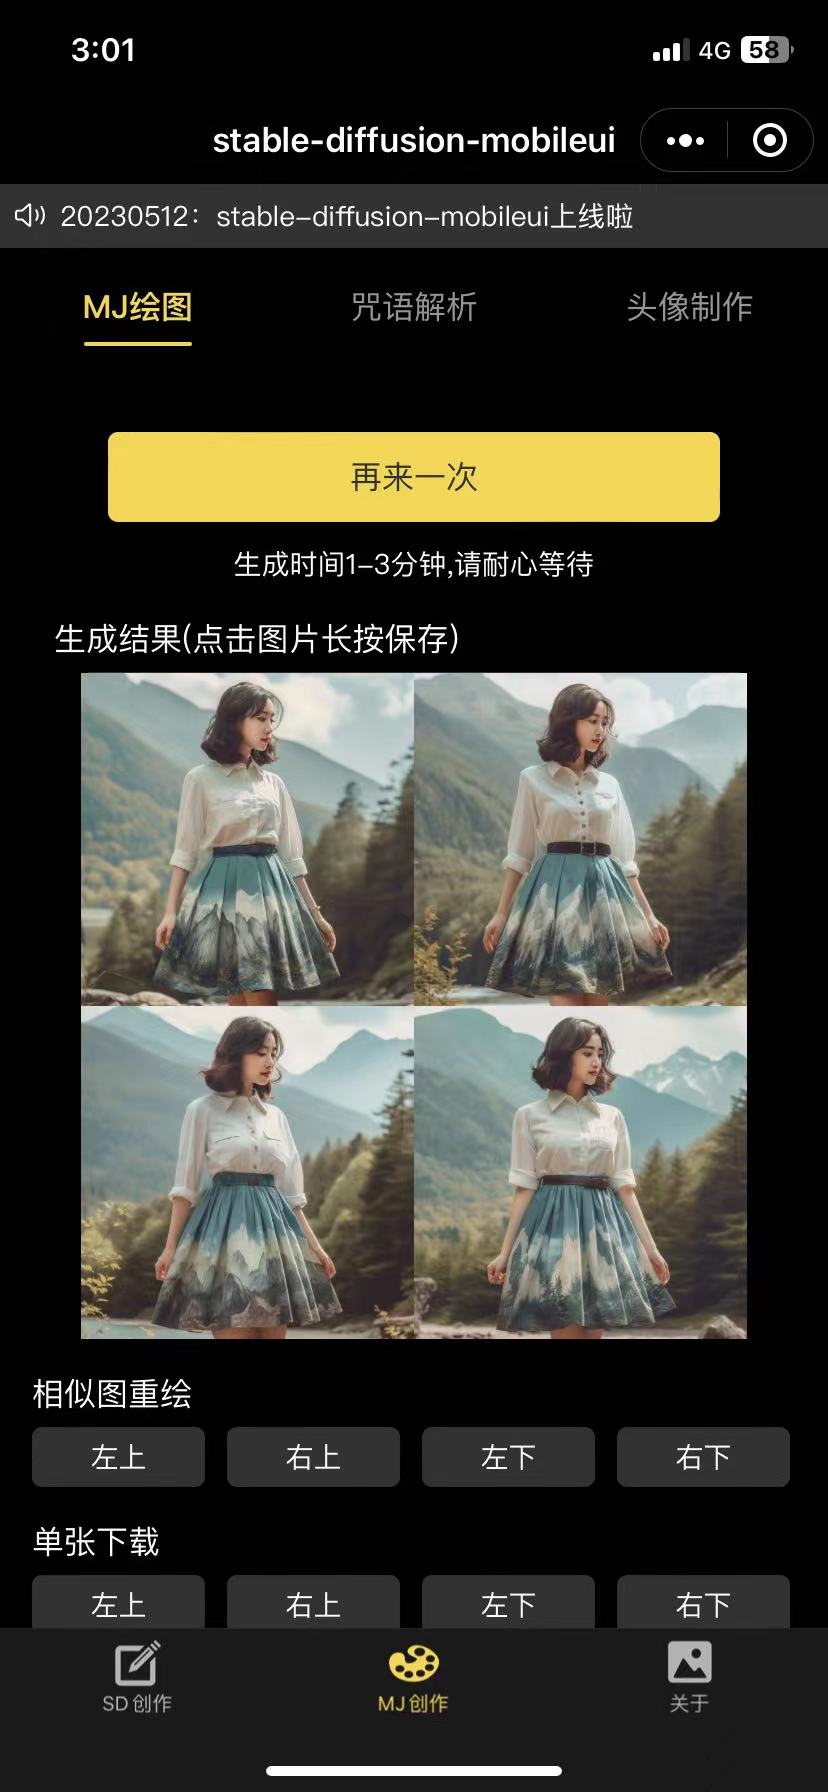 3:01
4G 58
stable-diffusion-mobileui
20230512：stable-diffusion-mobileui上线啦
MJ绘图 咒语解析 头像制作
再来一次
生成时间1-3分钟,请耐心等待
生成结果(点击图片长按保存)
相似图重绘
左上 右上 左下 右下
单张下载
左上 右上 左下 右下
SD 创作 MJ 创作 关于